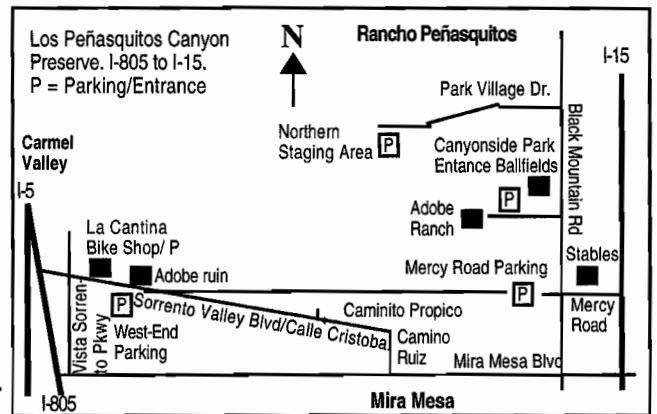 Los Peñasquitos Canyon
Preserve. I-805 to I-15.
P = Parking/Entrance
N
Rancho Peñasquitos
I-15
Park Village Dr.
Northern
Staging Area
P
Canyonside Park
Entance Ballfields
P
Black Mountain Rd
Carmel
Valley
I-5
Adobe
Ranch
La Cantina
Bike Shop/ P
Adobe ruin
Mercy Road Parking
P
Stables
Mercy
Road
Vista Sorren-
to Pkwy
P
West-End
Parking
Sorrento Valley Blvd/Calle Cristoba
Caminito Propico
Camino
Ruiz
Mira Mesa Blvd
I-805
Mira Mesa